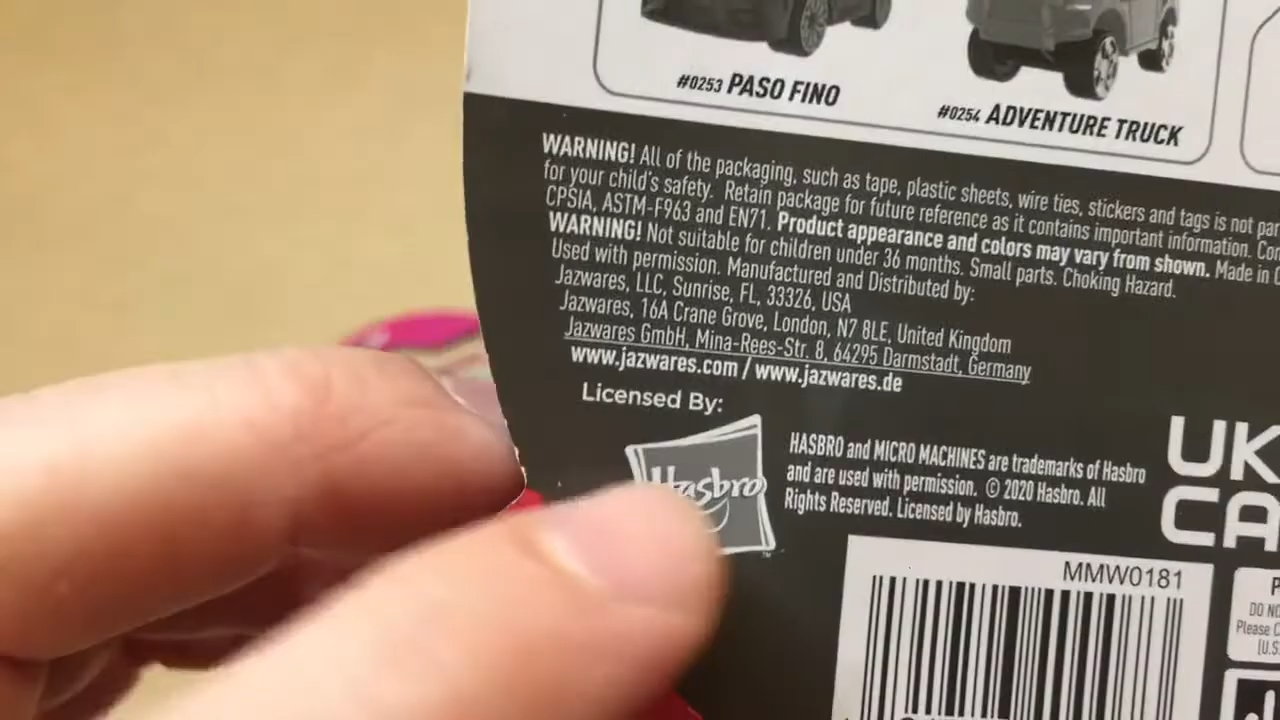 #0253 PASO FINO
#0254 ADVENTURE TRUCK
WARNING! All of the packaging, such as tape, plastic sheets, wire ties, stickers and tags is not
for your child's safety. Retain package for future reference as it contains important information.
CPSIA, ASTM-F963 and EN71. Product appearance and colors may vary from shown. Made in
WARNING! Not suitable for children under 36 months. Small parts. Choking Hazard.
Used with permission. Manufactured and Distributed by:
Jazwares, LLC, Sunrise, FL, 33326, USA
Jazwares, 16A Crane Grove, London, N7 8LE, United Kingdom
Jazwares GmbH, Mina-Rees-Str. 8, 64295 Darmstadt, Germany
www.jazwares.com / www.jazwares.de
Licensed By:
Hasbro
TM
HASBRO and MICRO MACHINES are trademarks of Hasbro
and are used with permission. © 2020 Hasbro. All
Rights Reserved. Licensed by Hasbro.
UK
CA
MMW0181
DO
Please
(U.S.